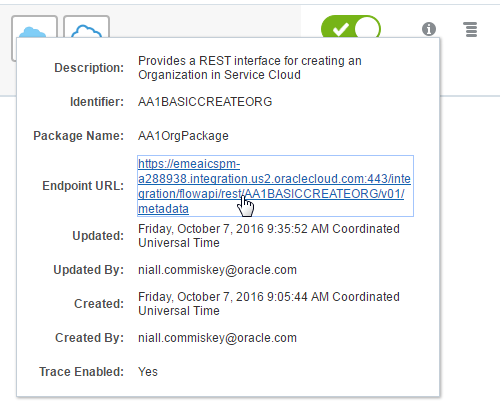 Description: Provides a REST interface for creating an
Organization in Service Cloud
Identifier: AA1BASICCREATEORG
Package Name: AA1OrgPackage
https://emeaicspm-
a288938.integration.us2.oraclecloud.com:443/inte
Endpoint URL: gration/flowapi/rest/AA1BASICCREATEORG/v01/
metadata
Updated: Friday, October 7, 2016 9:35:52 AM Coordinated
Universal Time
Updated By: niall.commiskey@oracle.com
Created: Friday, October 7, 2016 9:05:44 AM Coordinated
Universal Time
Created By: niall.commiskey@oracle.com
Trace Enabled: Yes